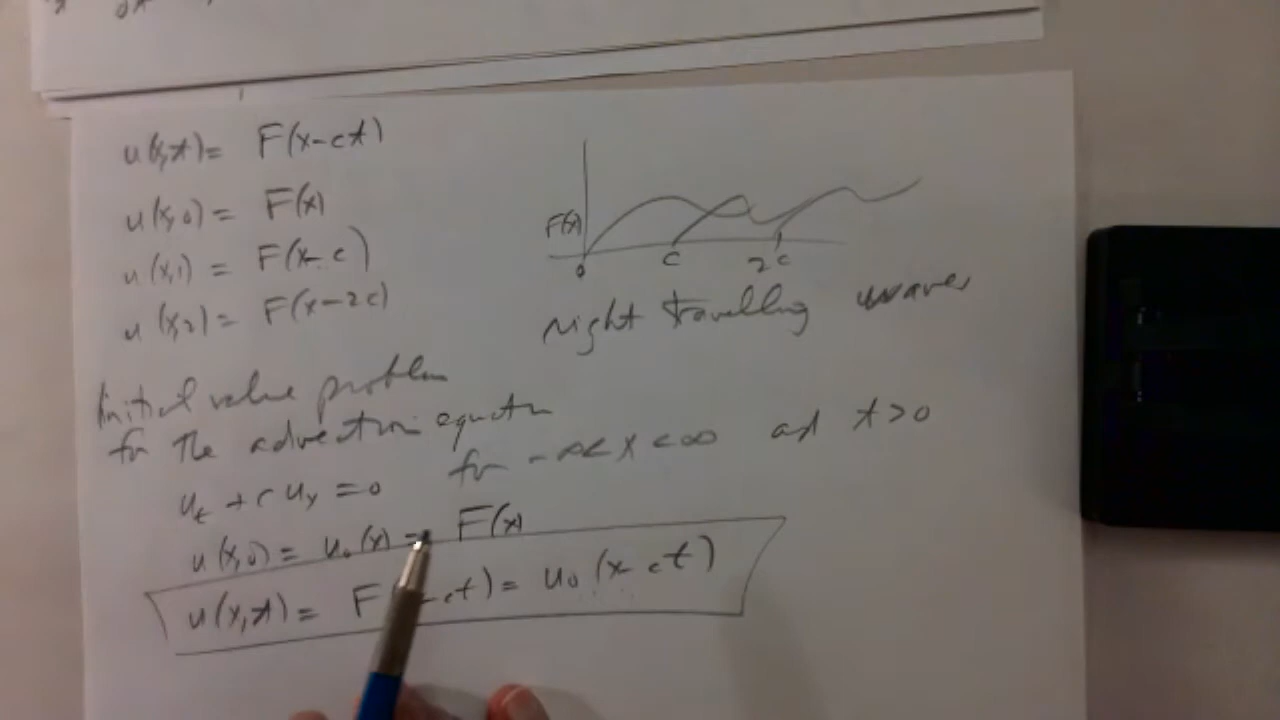 u(x,t) = F(x-ct)
u(x,0) = F(x)
u(x,1) = F(x-c)
u(x,2) = F(x-2c)
F(x)
0 c 2c
right travelling waves
Initial value problem
for the advection equation
u_t + c u_x = 0 for -∞ < x < ∞ and t > 0
u(x,0) = u_0(x) = F(x)
u(x,t) = F( -ct) = u_0(x-ct)